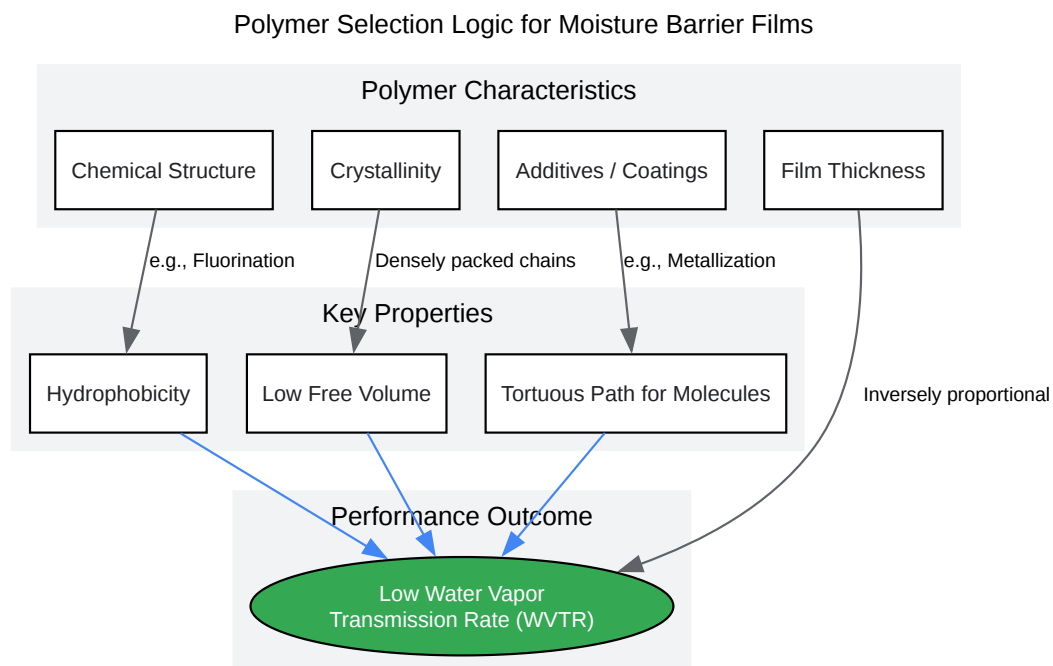 Polymer Selection Logic for Moisture Barrier Films
Polymer Characteristics
Chemical Structure
Crystallinity
Additives / Coatings
Film Thickness
e.g., Fluorination
Densely packed chains
e.g., Metallization
Key Properties
Hydrophobicity
Low Free Volume
Tortuous Path for Molecules
Inversely proportional
Performance Outcome
Low Water Vapor
Transmission Rate (WVTR)